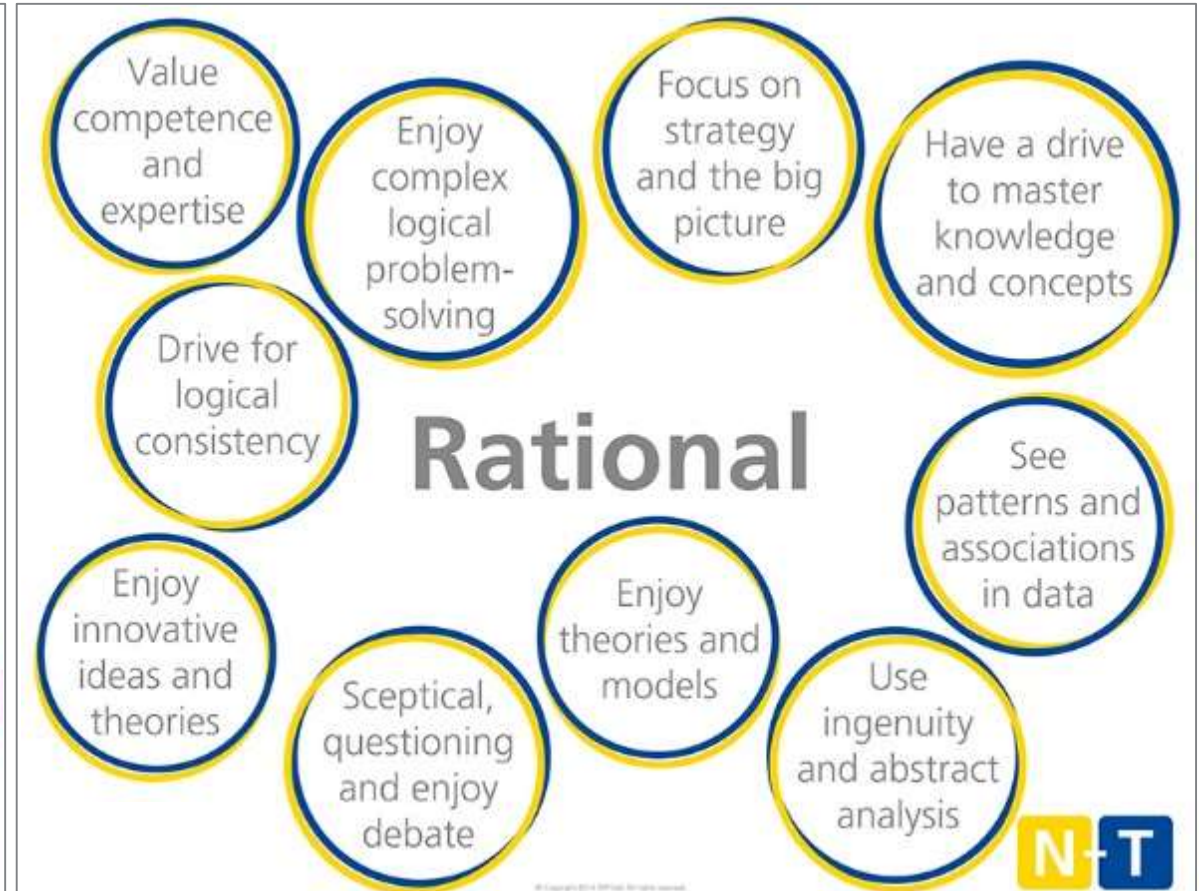 Value
competence
and
expertise
Enjoy
complex
logical
problem-
solving
Focus on
strategy
and the big
picture
Have a drive
to master
knowledge
and concepts
Drive for
logical
consistency
Rational
See
patterns and
associations
in data
Enjoy
innovative
ideas and
theories
Sceptical,
questioning
and enjoy
debate
Enjoy
theories and
models
Use
ingenuity
and abstract
analysis
N+T